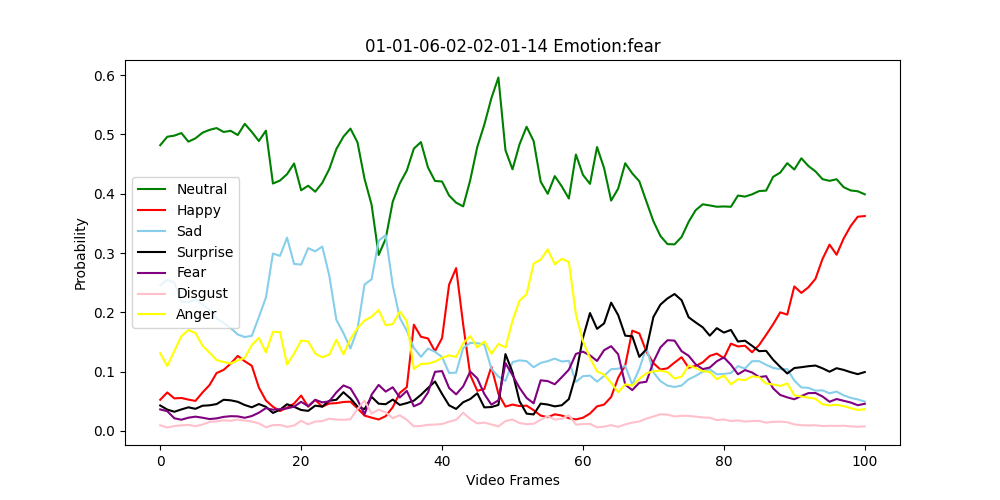 01-01-06-02-02-01-14 Emotion:fear
Probability
0.6
0.5
0.4
0.3
0.2
0.1
0.0
Neutral
Happy
Sad
Surprise
Fear
Disgust
Anger
0 20 40 60 80 100
Video Frames